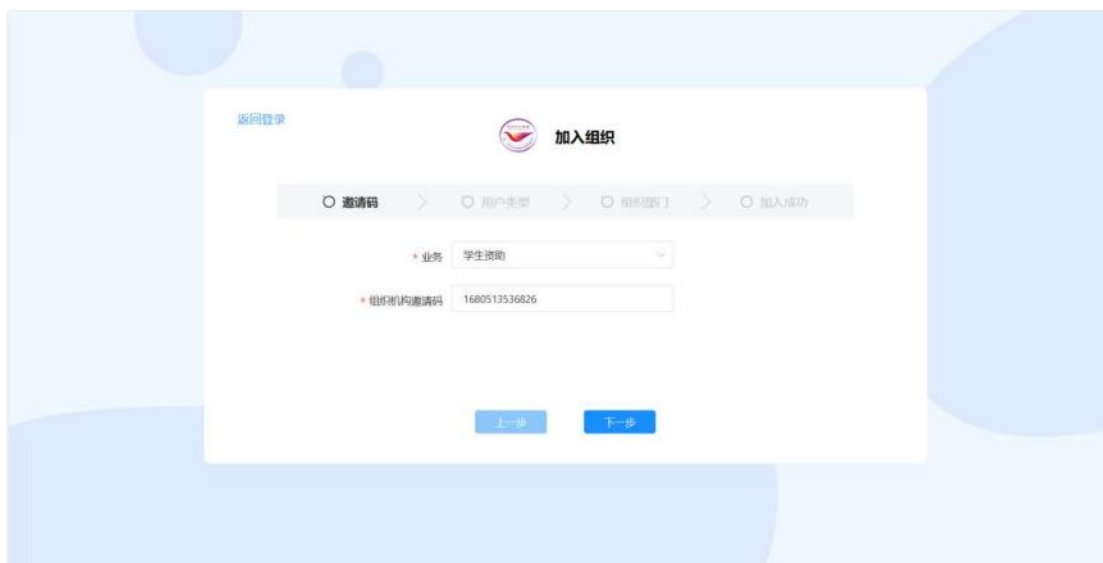 返回登录
加入组织
邀请码 用户类型 组织部门 加入成功
* 业务 学生资助
* 组织机构邀请码 1680513536826
上一步 下一步